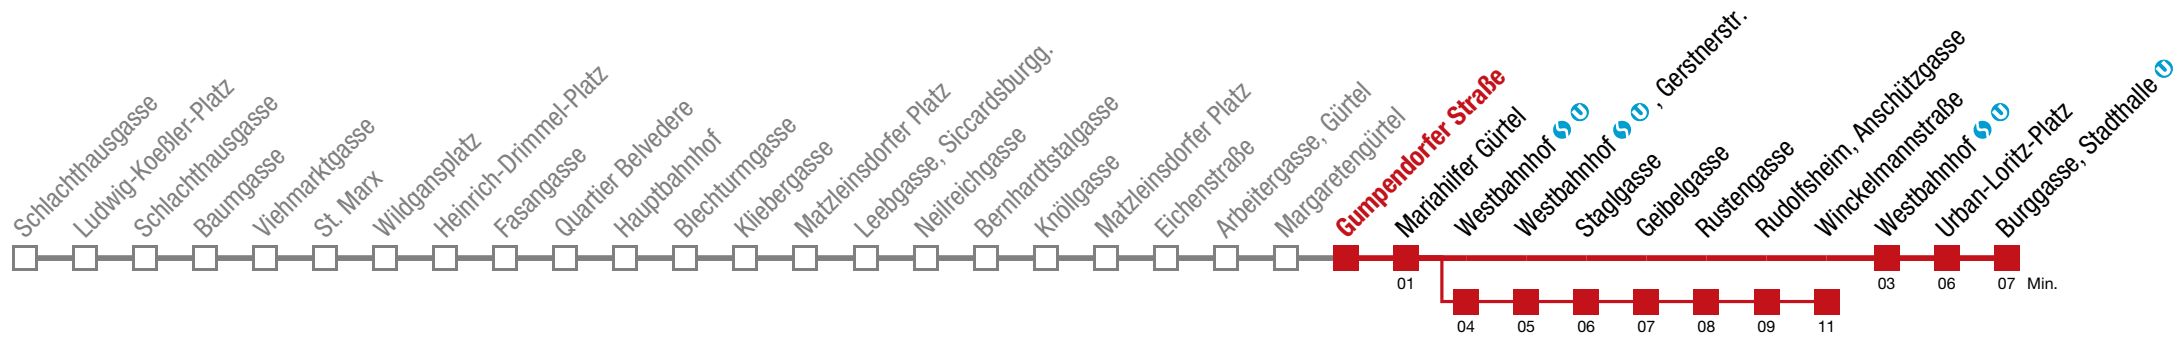 Schlachthausgasse
Ludwig-Koeßler-Platz
Schlachthausgasse
Baumgasse
Viehmarktgasse
St. Marx
Wildgansplatz
Heinrich-Drimmel-Platz
Fasangasse
Quartier Belvedere
Hauptbahnhof
Blechturmgasse
Kliebergasse
Matzleinsdorfer Platz
Leebgasse, Siccardsburgg.
Neilreichgasse
Bernhardtstalgasse
Knöllgasse
Matzleinsdorfer Platz
Eichenstraße
Arbeitergasse, Gürtel
Margaretengürtel
Gumpendorfer Straße
Mariahilfer Gürtel
Westbahnhof S U
Westbahnhof S U , Gerstnerstr.
Staglgasse
Geibelgasse
Rustengasse
Rudolfsheim, Anschützgasse
Winckelmannstraße
Westbahnhof S U
Urban-Loritz-Platz
Burggasse, Stadthalle U
01 03 06 07 Min.
04 05 06 07 08 09 11